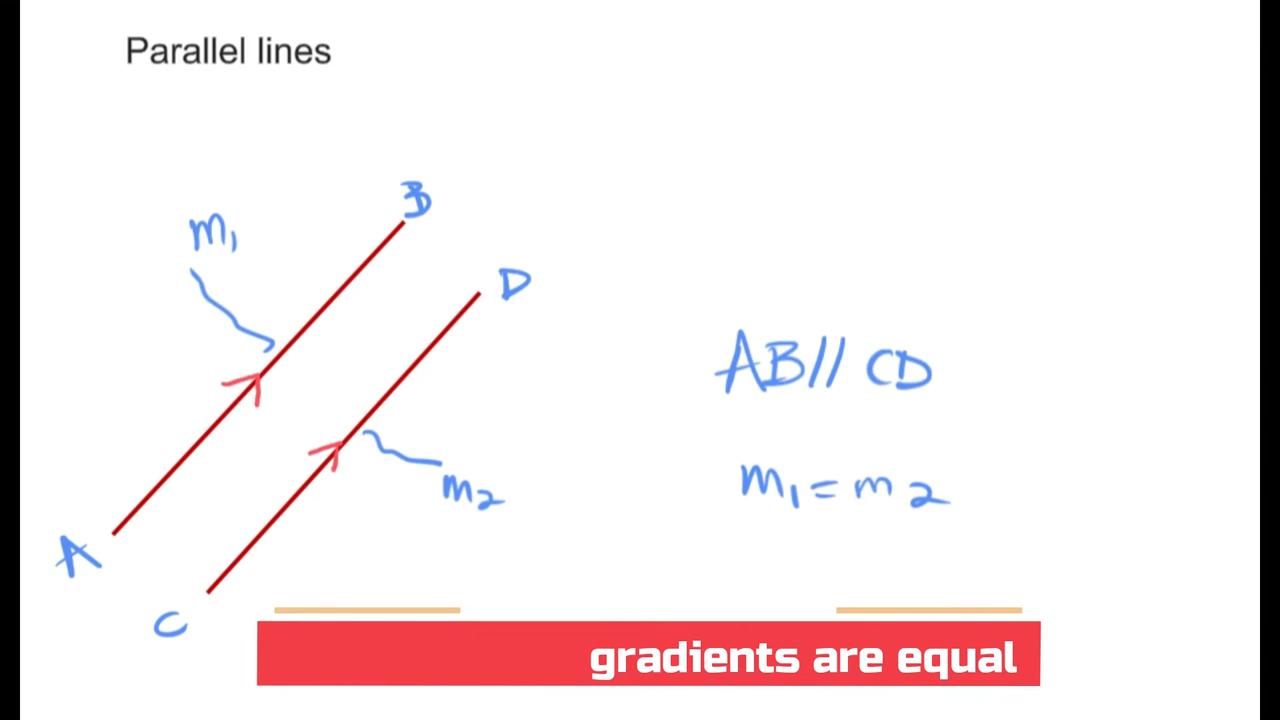 Parallel lines
B
m₁
D
AB // CD
m₂
m₁ = m₂
A
C
gradients are equal